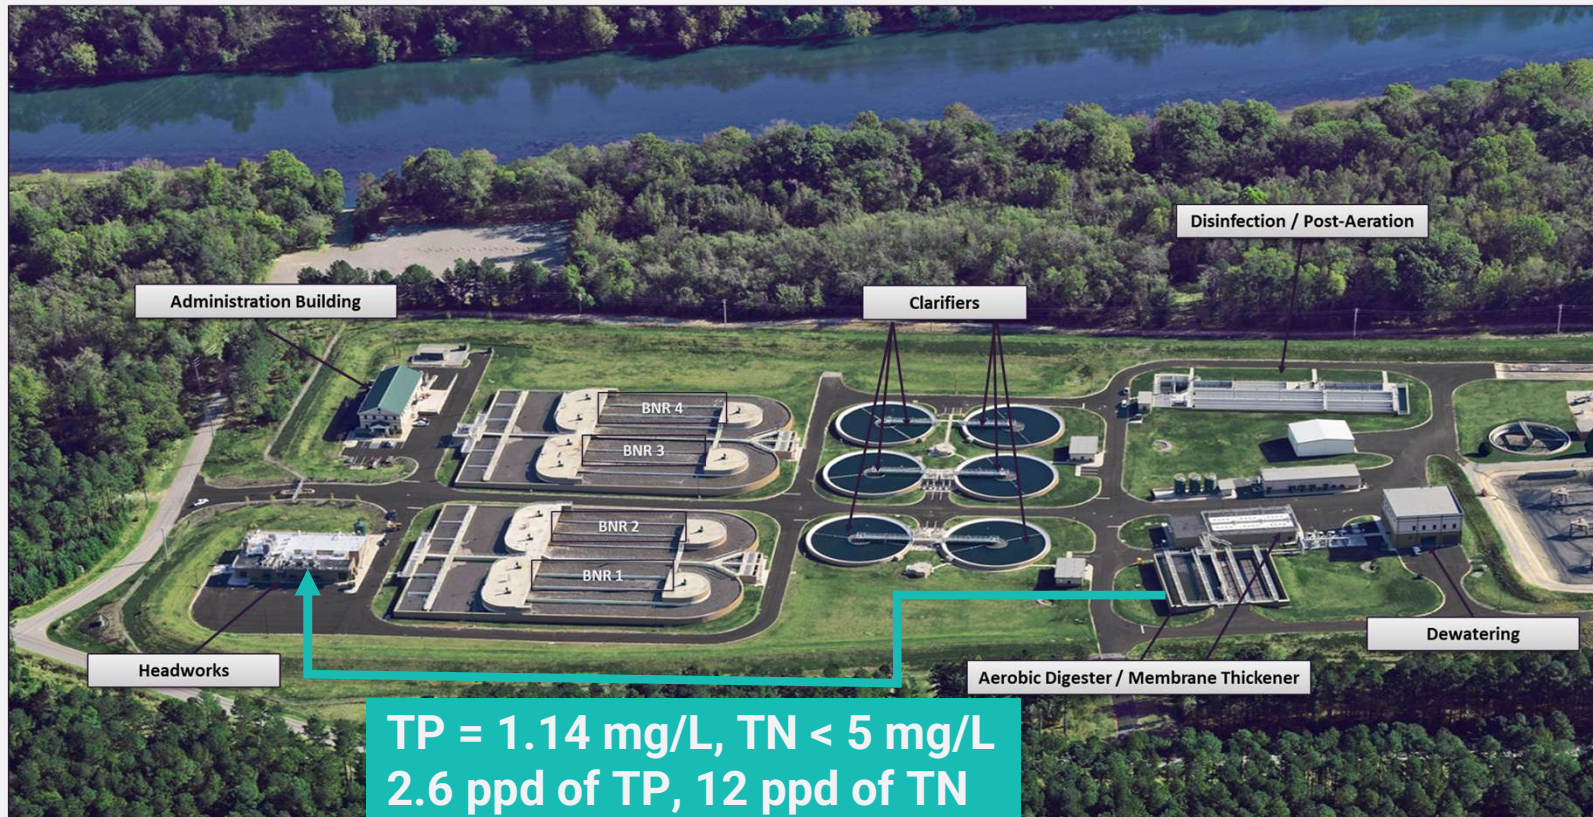 Disinfection / Post-Aeration
Administration Building
Clarifiers
BNR 4
BNR 3
BNR 2
BNR 1
Dewatering
Headworks
Aerobic Digester / Membrane Thickener
TP = 1.14 mg/L, TN < 5 mg/L
2.6 ppd of TP, 12 ppd of TN